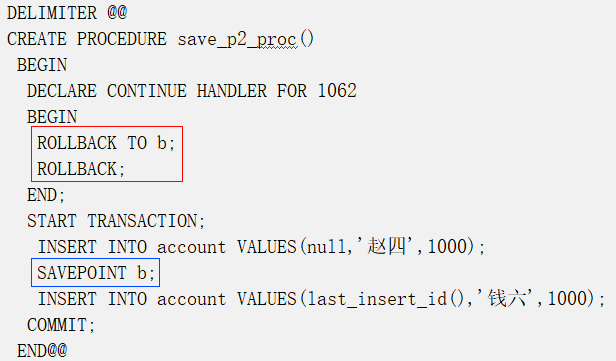 DELIMITER @@
CREATE PROCEDURE save_p2_proc()
BEGIN
DECLARE CONTINUE HANDLER FOR 1062
BEGIN
ROLLBACK TO b;
ROLLBACK;
END;
START TRANSACTION;
INSERT INTO account VALUES(null,'赵四',1000);
SAVEPOINT b;
INSERT INTO account VALUES(last_insert_id(),'钱六',1000);
COMMIT;
END@@